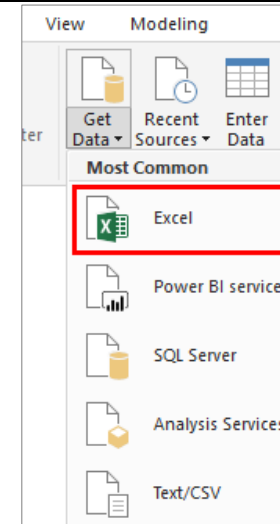 View Modeling
ter
Get Recent Enter
Data Sources Data
Most Common
Excel
Power BI service
SQL Server
Analysis Services
Text/CSV